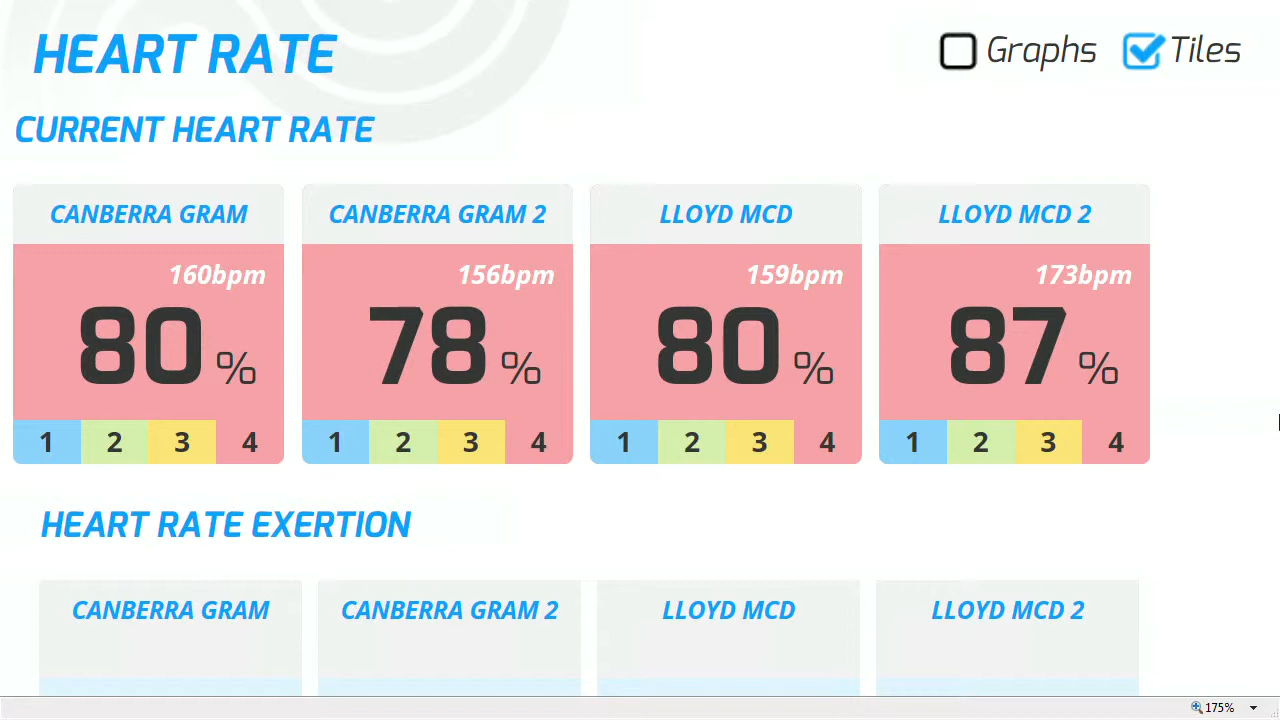 HEART RATE
Graphs Tiles
CURRENT HEART RATE
CANBERRA GRAM CANBERRA GRAM 2 LLOYD MCD LLOYD MCD 2
160bpm 156bpm 159bpm 173bpm
80 % 78 % 80 % 87 %
1 2 3 4 1 2 3 4 1 2 3 4 1 2 3 4
HEART RATE EXERTION
CANBERRA GRAM CANBERRA GRAM 2 LLOYD MCD LLOYD MCD 2
175%